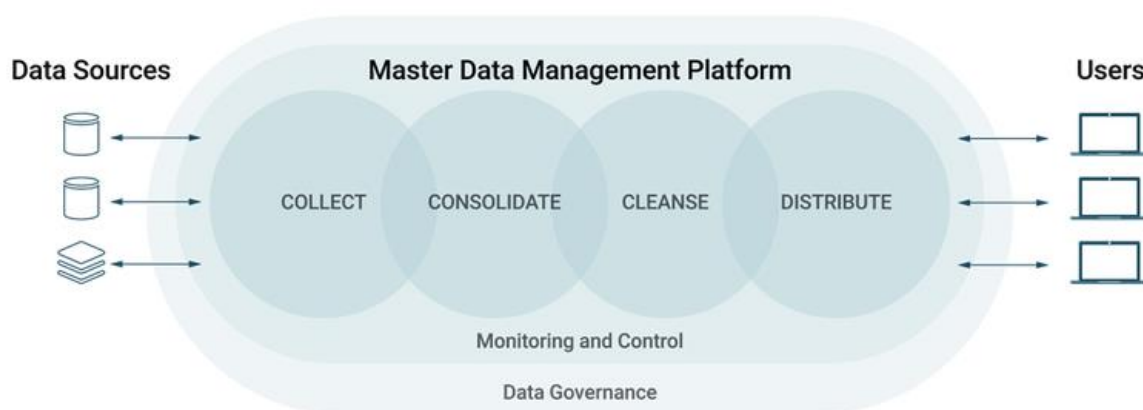 Data Sources
Master Data Management Platform
Users
COLLECT
CONSOLIDATE
CLEANSE
DISTRIBUTE
Monitoring and Control
Data Governance